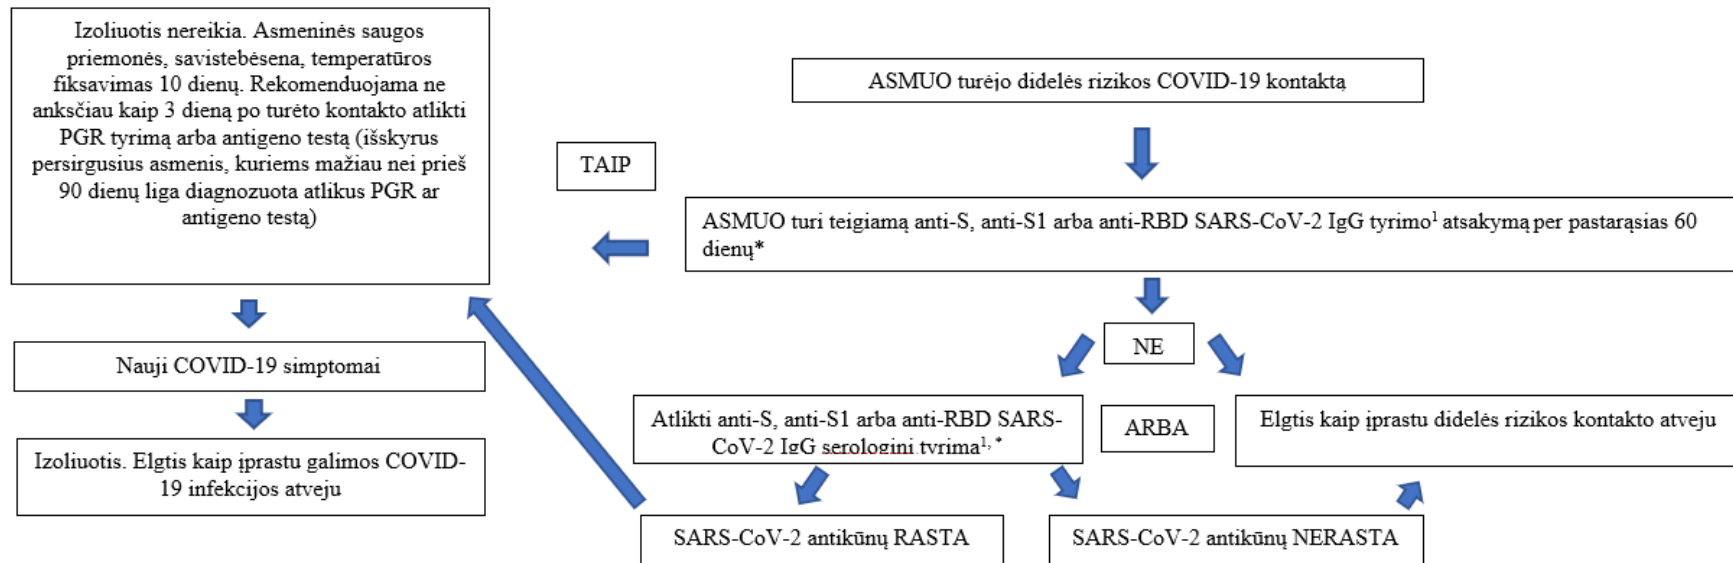 Izoliuotis nereikia. Asmeninės saugos
priemonės, savistebėsena, temperatūros
fiksavimas 10 dienų. Rekomenduojama ne
anksčiau kaip 3 dieną po turėto kontakto atlikti
PGR tyrimą arba antigeno testą (išskyrus
persirgusius asmenis, kuriems mažiau nei prieš
90 dienų liga diagnozuota atlikus PGR ar
antigeno testą)
ASMUO turėjo didelės rizikos COVID-19 kontaktą
TAIP
ASMUO turi teigiamą anti-S, anti-S1 arba anti-RBD SARS-CoV-2 IgG tyrimo¹ atsakymą per pastarąsias 60
dienų*
NE
Nauji COVID-19 simptomai
Atlikti anti-S, anti-S1 arba anti-RBD SARS-
CoV-2 IgG serologinį tyrimą¹, *
ARBA
Elgtis kaip įprastu didelės rizikos kontakto atveju
Izoliuotis. Elgtis kaip įprastu galimos COVID-
19 infekcijos atveju
SARS-CoV-2 antikūnų RASTA
SARS-CoV-2 antikūnų NERASTA